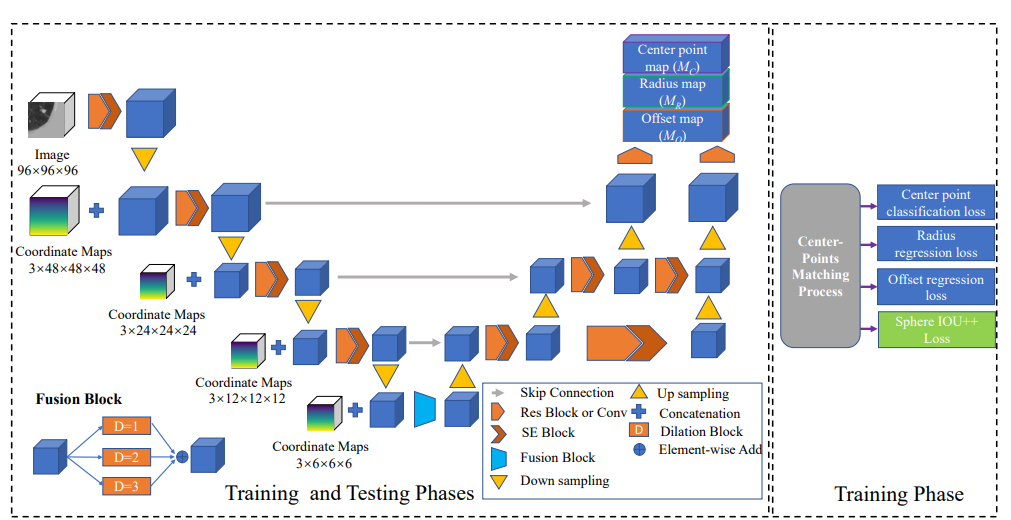 Center point
map (M_C)
Radius map
(M_R)
Offset map
(M_O)
Image
96×96×96
Coordinate Maps
3×48×48×48
Coordinate Maps
3×24×24×24
Coordinate Maps
3×12×12×12
Coordinate Maps
3×6×6×6
Fusion Block
D=1
D=2
D=3
Skip Connection
Res Block or Conv
SE Block
Fusion Block
Down sampling
Up sampling
Concatenation
D
Dilation Block
Element-wise Add
Training and Testing Phases
Center-
Points
Matching
Process
Center point
classification loss
Radius
regression loss
Offset regression
loss
Sphere IOU++
Loss
Training Phase